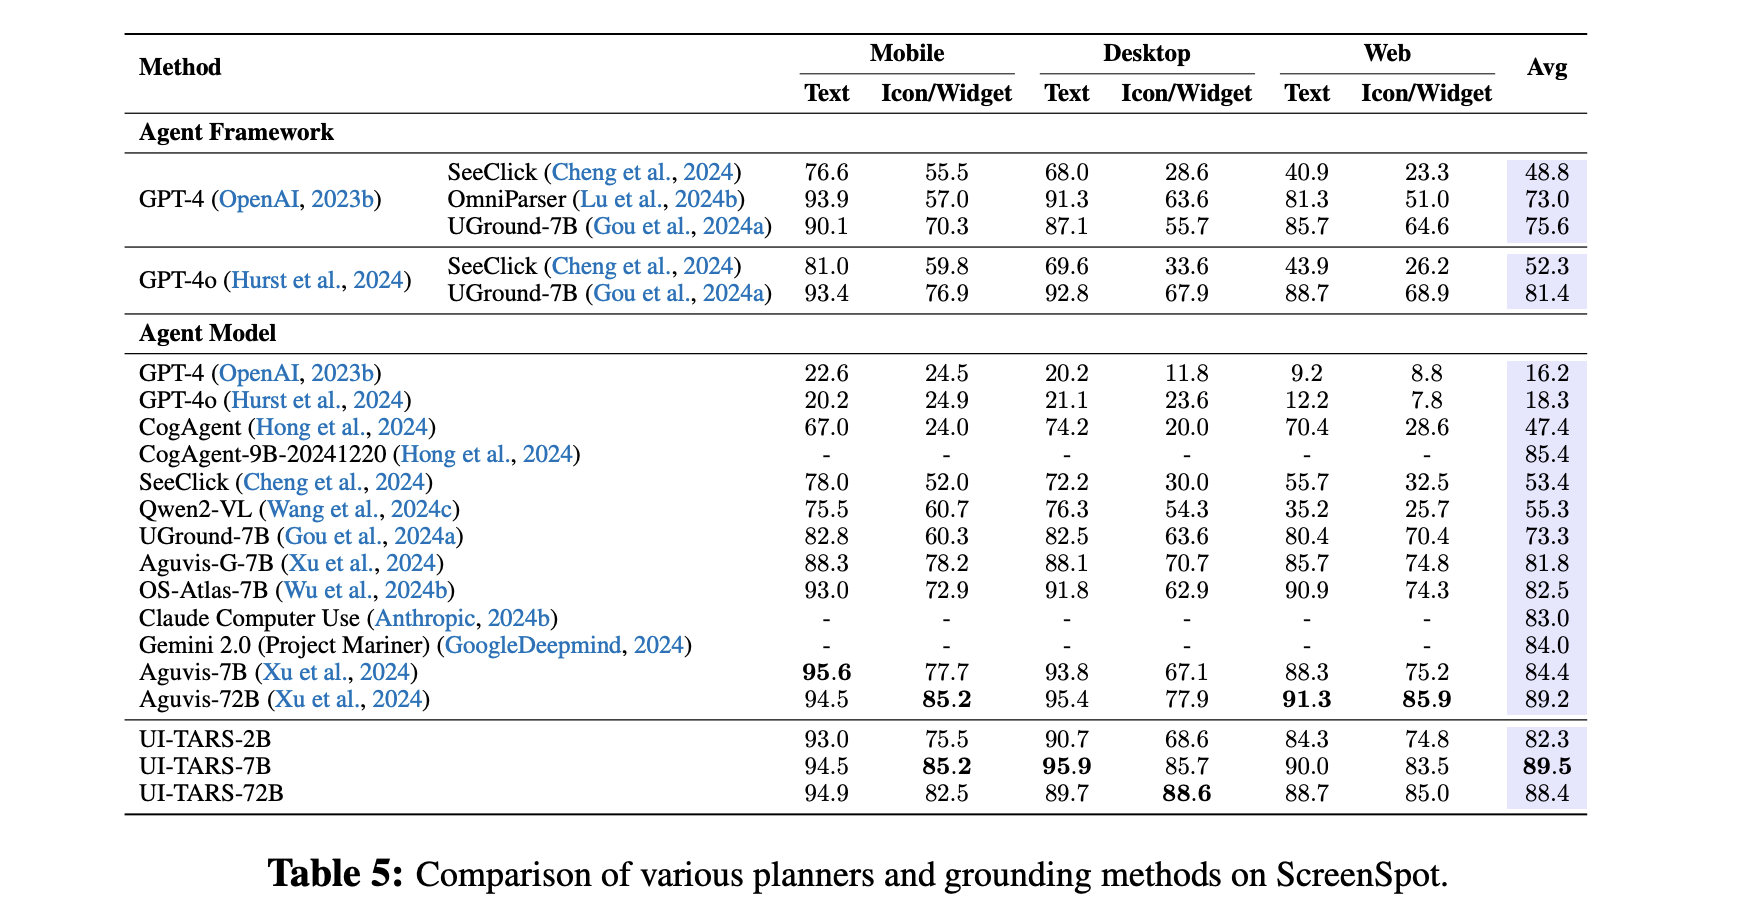 Method Mobile Desktop Web Avg
Text Icon/Widget Text Icon/Widget Text Icon/Widget
Agent Framework
GPT-4 (OpenAI, 2023b) SeeClick (Cheng et al., 2024) 76.6 55.5 68.0 28.6 40.9 23.3 48.8
OmniParser (Lu et al., 2024b) 93.9 57.0 91.3 63.6 81.3 51.0 73.0
UGround-7B (Gou et al., 2024a) 90.1 70.3 87.1 55.7 85.7 64.6 75.6
GPT-4o (Hurst et al., 2024) SeeClick (Cheng et al., 2024) 81.0 59.8 69.6 33.6 43.9 26.2 52.3
UGround-7B (Gou et al., 2024a) 93.4 76.9 92.8 67.9 88.7 68.9 81.4
Agent Model
GPT-4 (OpenAI, 2023b) 22.6 24.5 20.2 11.8 9.2 8.8 16.2
GPT-4o (Hurst et al., 2024) 20.2 24.9 21.1 23.6 12.2 7.8 18.3
CogAgent (Hong et al., 2024) 67.0 24.0 74.2 20.0 70.4 28.6 47.4
CogAgent-9B-20241220 (Hong et al., 2024) - - - - - - 85.4
SeeClick (Cheng et al., 2024) 78.0 52.0 72.2 30.0 55.7 32.5 53.4
Qwen2-VL (Wang et al., 2024c) 75.5 60.7 76.3 54.3 35.2 25.7 55.3
UGround-7B (Gou et al., 2024a) 82.8 60.3 82.5 63.6 80.4 70.4 73.3
Aguvis-G-7B (Xu et al., 2024) 88.3 78.2 88.1 70.7 85.7 74.8 81.8
OS-Atlas-7B (Wu et al., 2024b) 93.0 72.9 91.8 62.9 90.9 74.3 82.5
Claude Computer Use (Anthropic, 2024b) - - - - - - 83.0
Gemini 2.0 (Project Mariner) (GoogleDeepmind, 2024) - - - - - - 84.0
Aguvis-7B (Xu et al., 2024) 95.6 77.7 93.8 67.1 88.3 75.2 84.4
Aguvis-72B (Xu et al., 2024) 94.5 85.2 95.4 77.9 91.3 85.9 89.2
UI-TARS-2B 93.0 75.5 90.7 68.6 84.3 74.8 82.3
UI-TARS-7B 94.5 85.2 95.9 85.7 90.0 83.5 89.5
UI-TARS-72B 94.9 82.5 89.7 88.6 88.7 85.0 88.4
Table 5: Comparison of various planners and grounding methods on ScreenSpot.